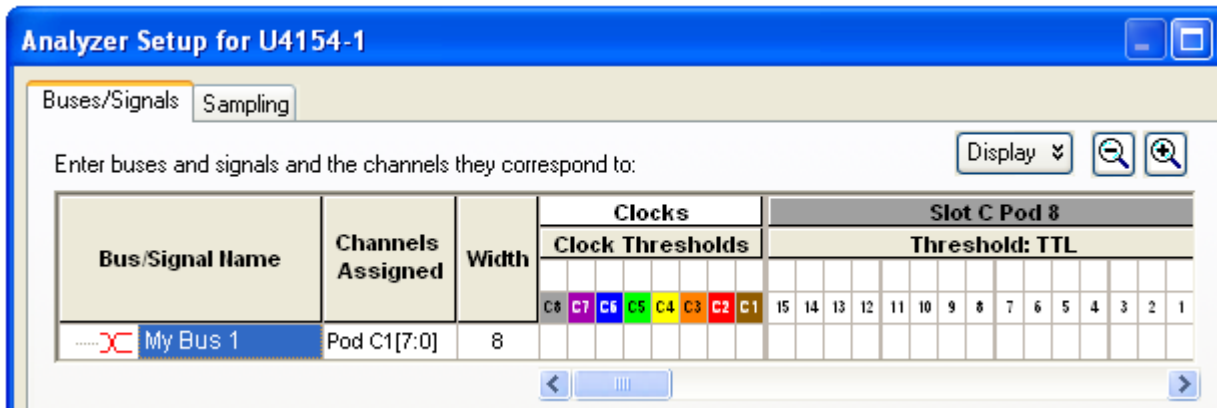 Analyzer Setup for U4154-1
Buses/Signals Sampling
Enter buses and signals and the channels they correspond to:
Display
Bus/Signal Name
Channels Assigned
Width
Clocks
Slot C Pod 8
Clock Thresholds
Threshold: TTL
C8 C7 C6 C5 C4 C3 C2 C1 15 14 13 12 11 10 9 8 7 6 5 4 3 2 1
My Bus 1 Pod C1[7:0] 8